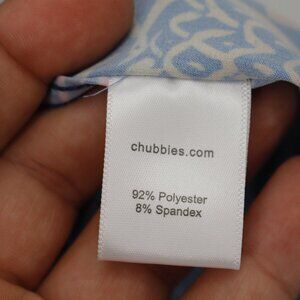 chubbies.com
92% Polyester
8% Spandex